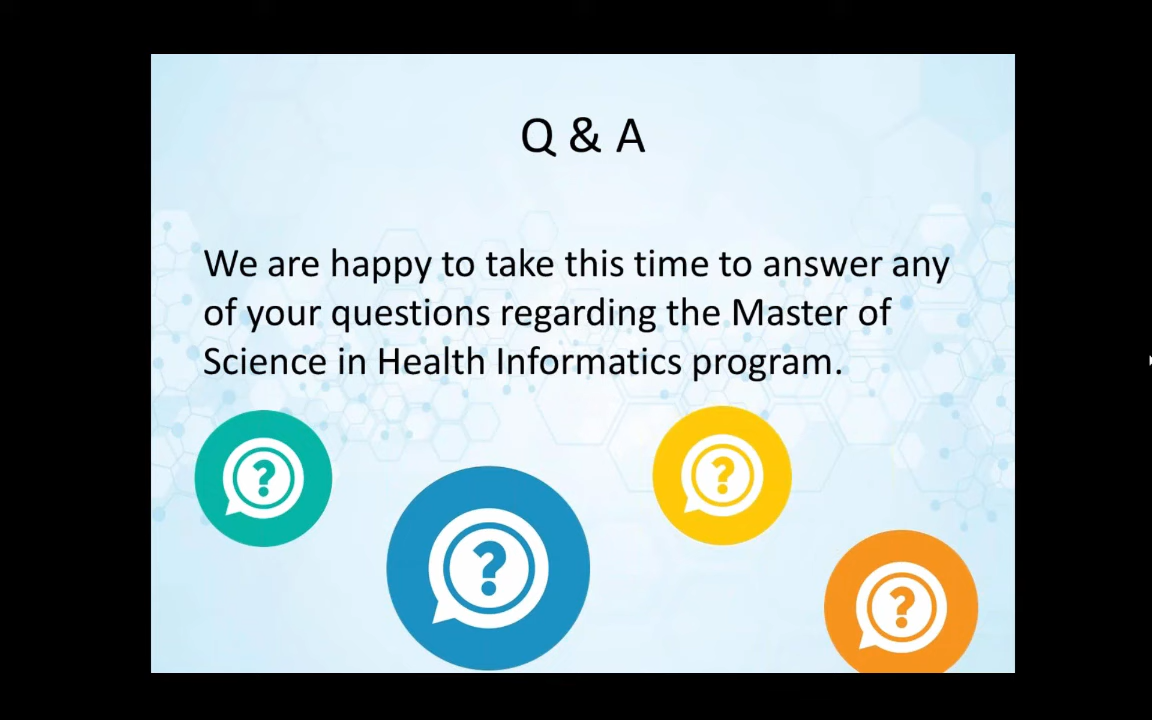 Q & A
We are happy to take this time to answer any
of your questions regarding the Master of
Science in Health Informatics program.
?
?
?
?